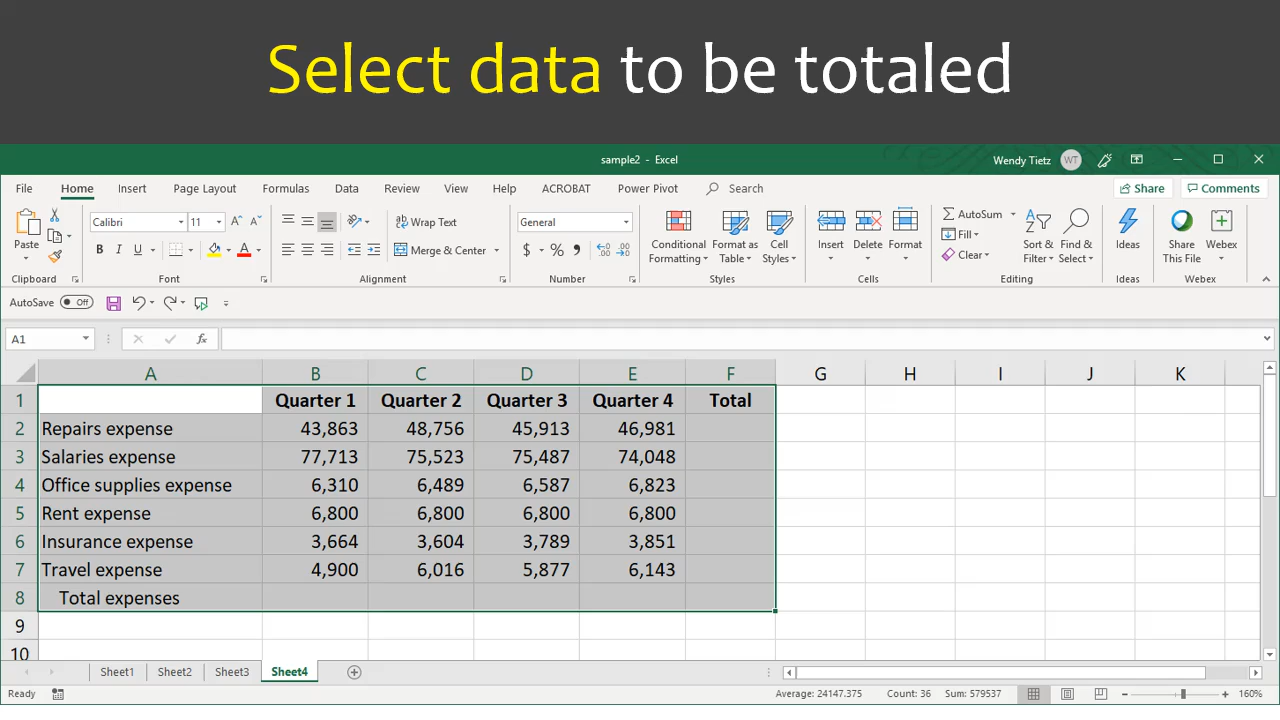 Select data to be totaled
sample2 - Excel
Wendy Tietz WT
File Home Insert Page Layout Formulas Data Review View Help ACROBAT Power Pivot Search Share Comments
Paste
Calibri 11 A A
B I U A
Wrap Text
Merge & Center
General
$ % 9 .0 .00 .00 .0
Conditional Formatting
Format as Table
Cell Styles
Insert Delete Format
AutoSum
Fill
Clear
Sort & Filter
Find & Select
Ideas
Share This File
Webex
Clipboard Font Alignment Number Styles Cells Editing Ideas Webex
AutoSave Off
A1 fx
A B C D E F G H I J K
1 Quarter 1 Quarter 2 Quarter 3 Quarter 4 Total
2 Repairs expense 43,863 48,756 45,913 46,981
3 Salaries expense 77,713 75,523 75,487 74,048
4 Office supplies expense 6,310 6,489 6,587 6,823
5 Rent expense 6,800 6,800 6,800 6,800
6 Insurance expense 3,664 3,604 3,789 3,851
7 Travel expense 4,900 6,016 5,877 6,143
8 Total expenses
9
10
Sheet1 Sheet2 Sheet3 Sheet4
Ready Average: 24147.375 Count: 36 Sum: 579537 160%